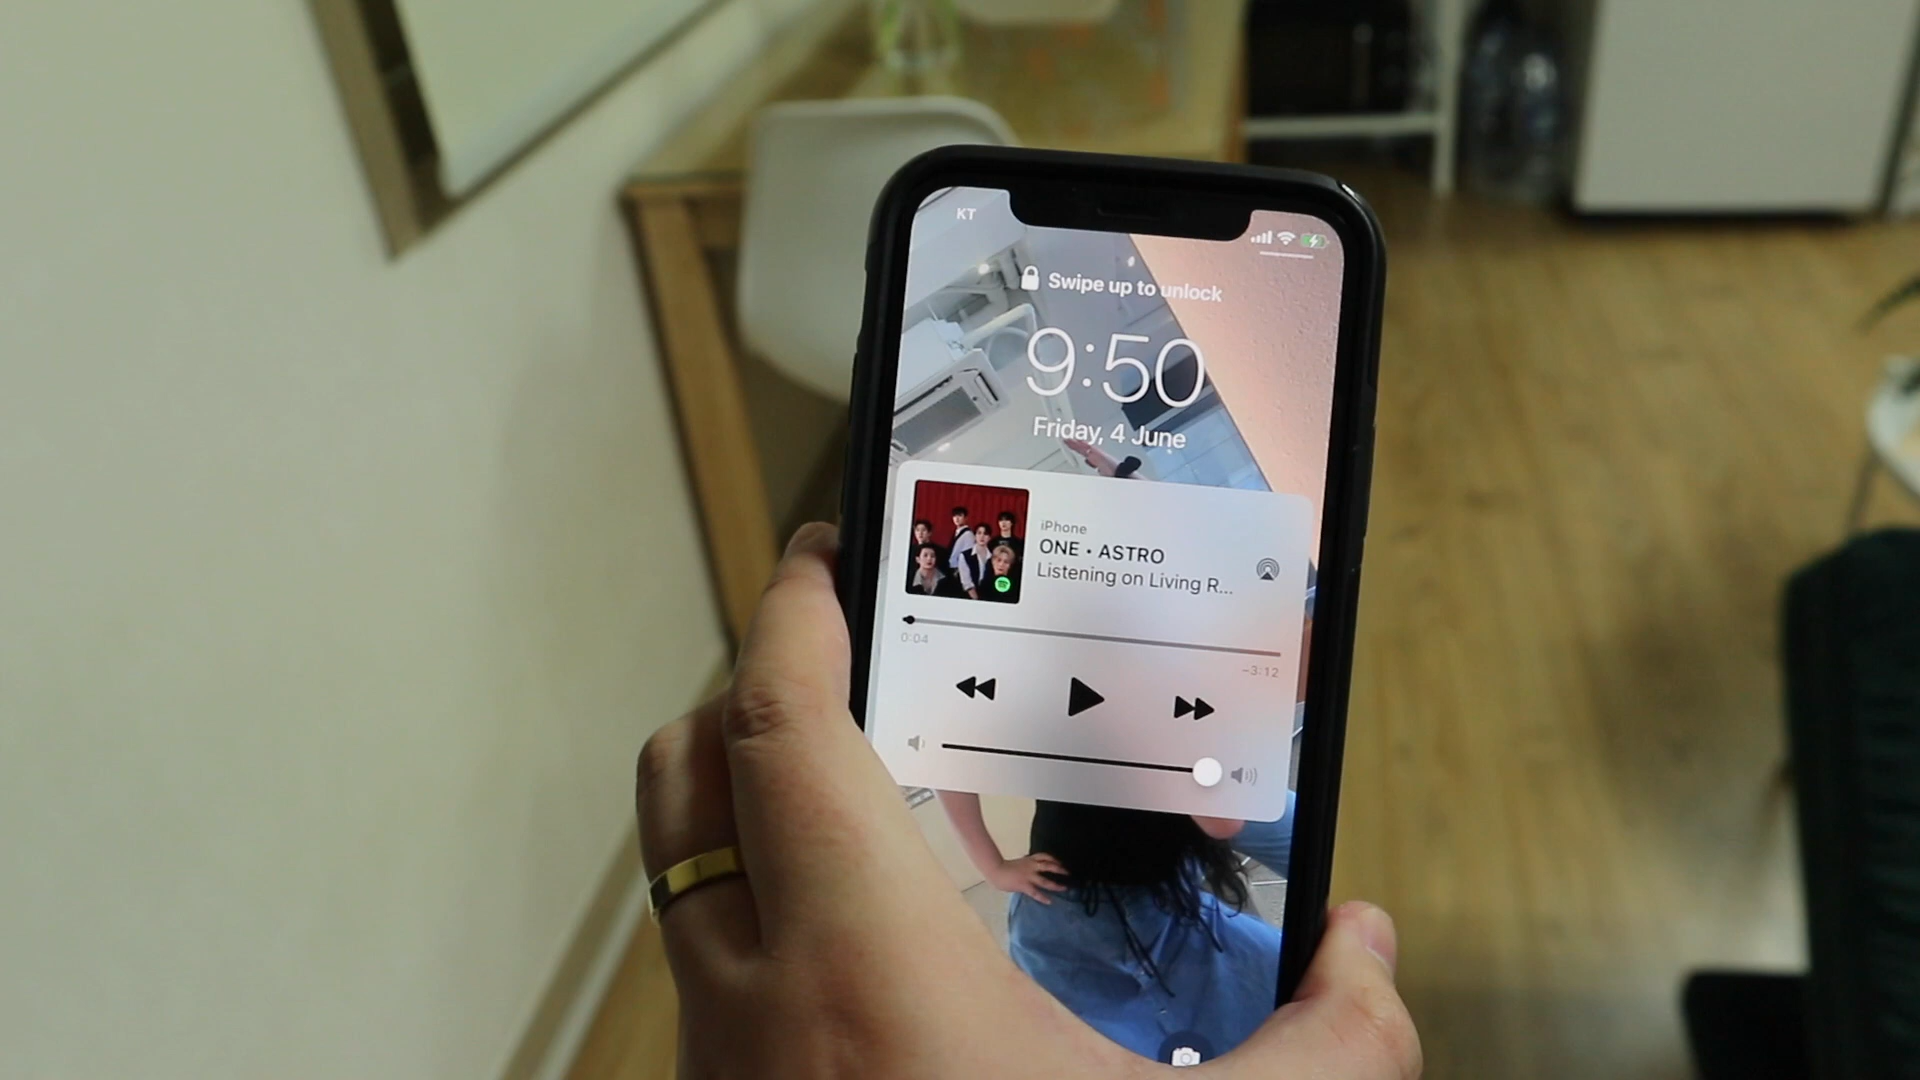 KT
Swipe up to unlock
9:50
Friday, 4 June
iPhone
ONE • ASTRO
Listening on Living R...
0:04
-3:12